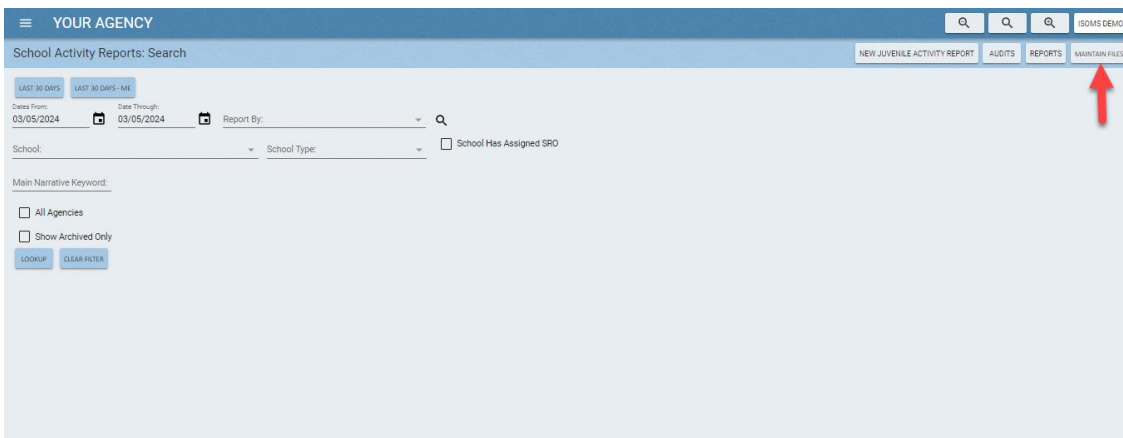 YOUR AGENCY ISOMS DEMO
School Activity Reports: Search NEW JUVENILE ACTIVITY REPORT AUDITS REPORTS MAINTAIN FILES
LAST 30 DAYS LAST 30 DAYS - ME
Dates From: Date Through:
03/05/2024 03/05/2024 Report By:
School: School Type: School Has Assigned SRO
Main Narrative Keyword:
All Agencies
Show Archived Only
LOOKUP CLEAR FILTER